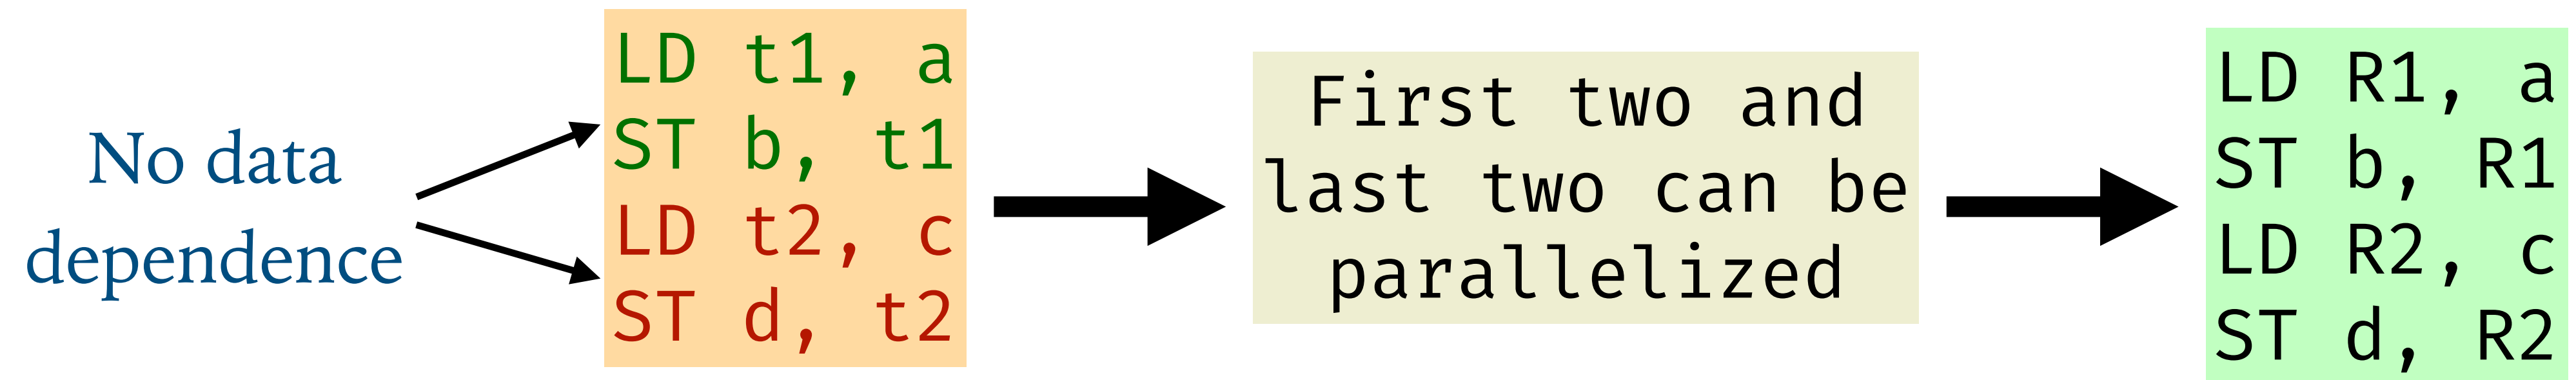 No data
dependence
LD t1, a
ST b, t1
LD t2, c
ST d, t2
First two and
last two can be
parallelized
LD R1, a
ST b, R1
LD R2, c
ST d, R2